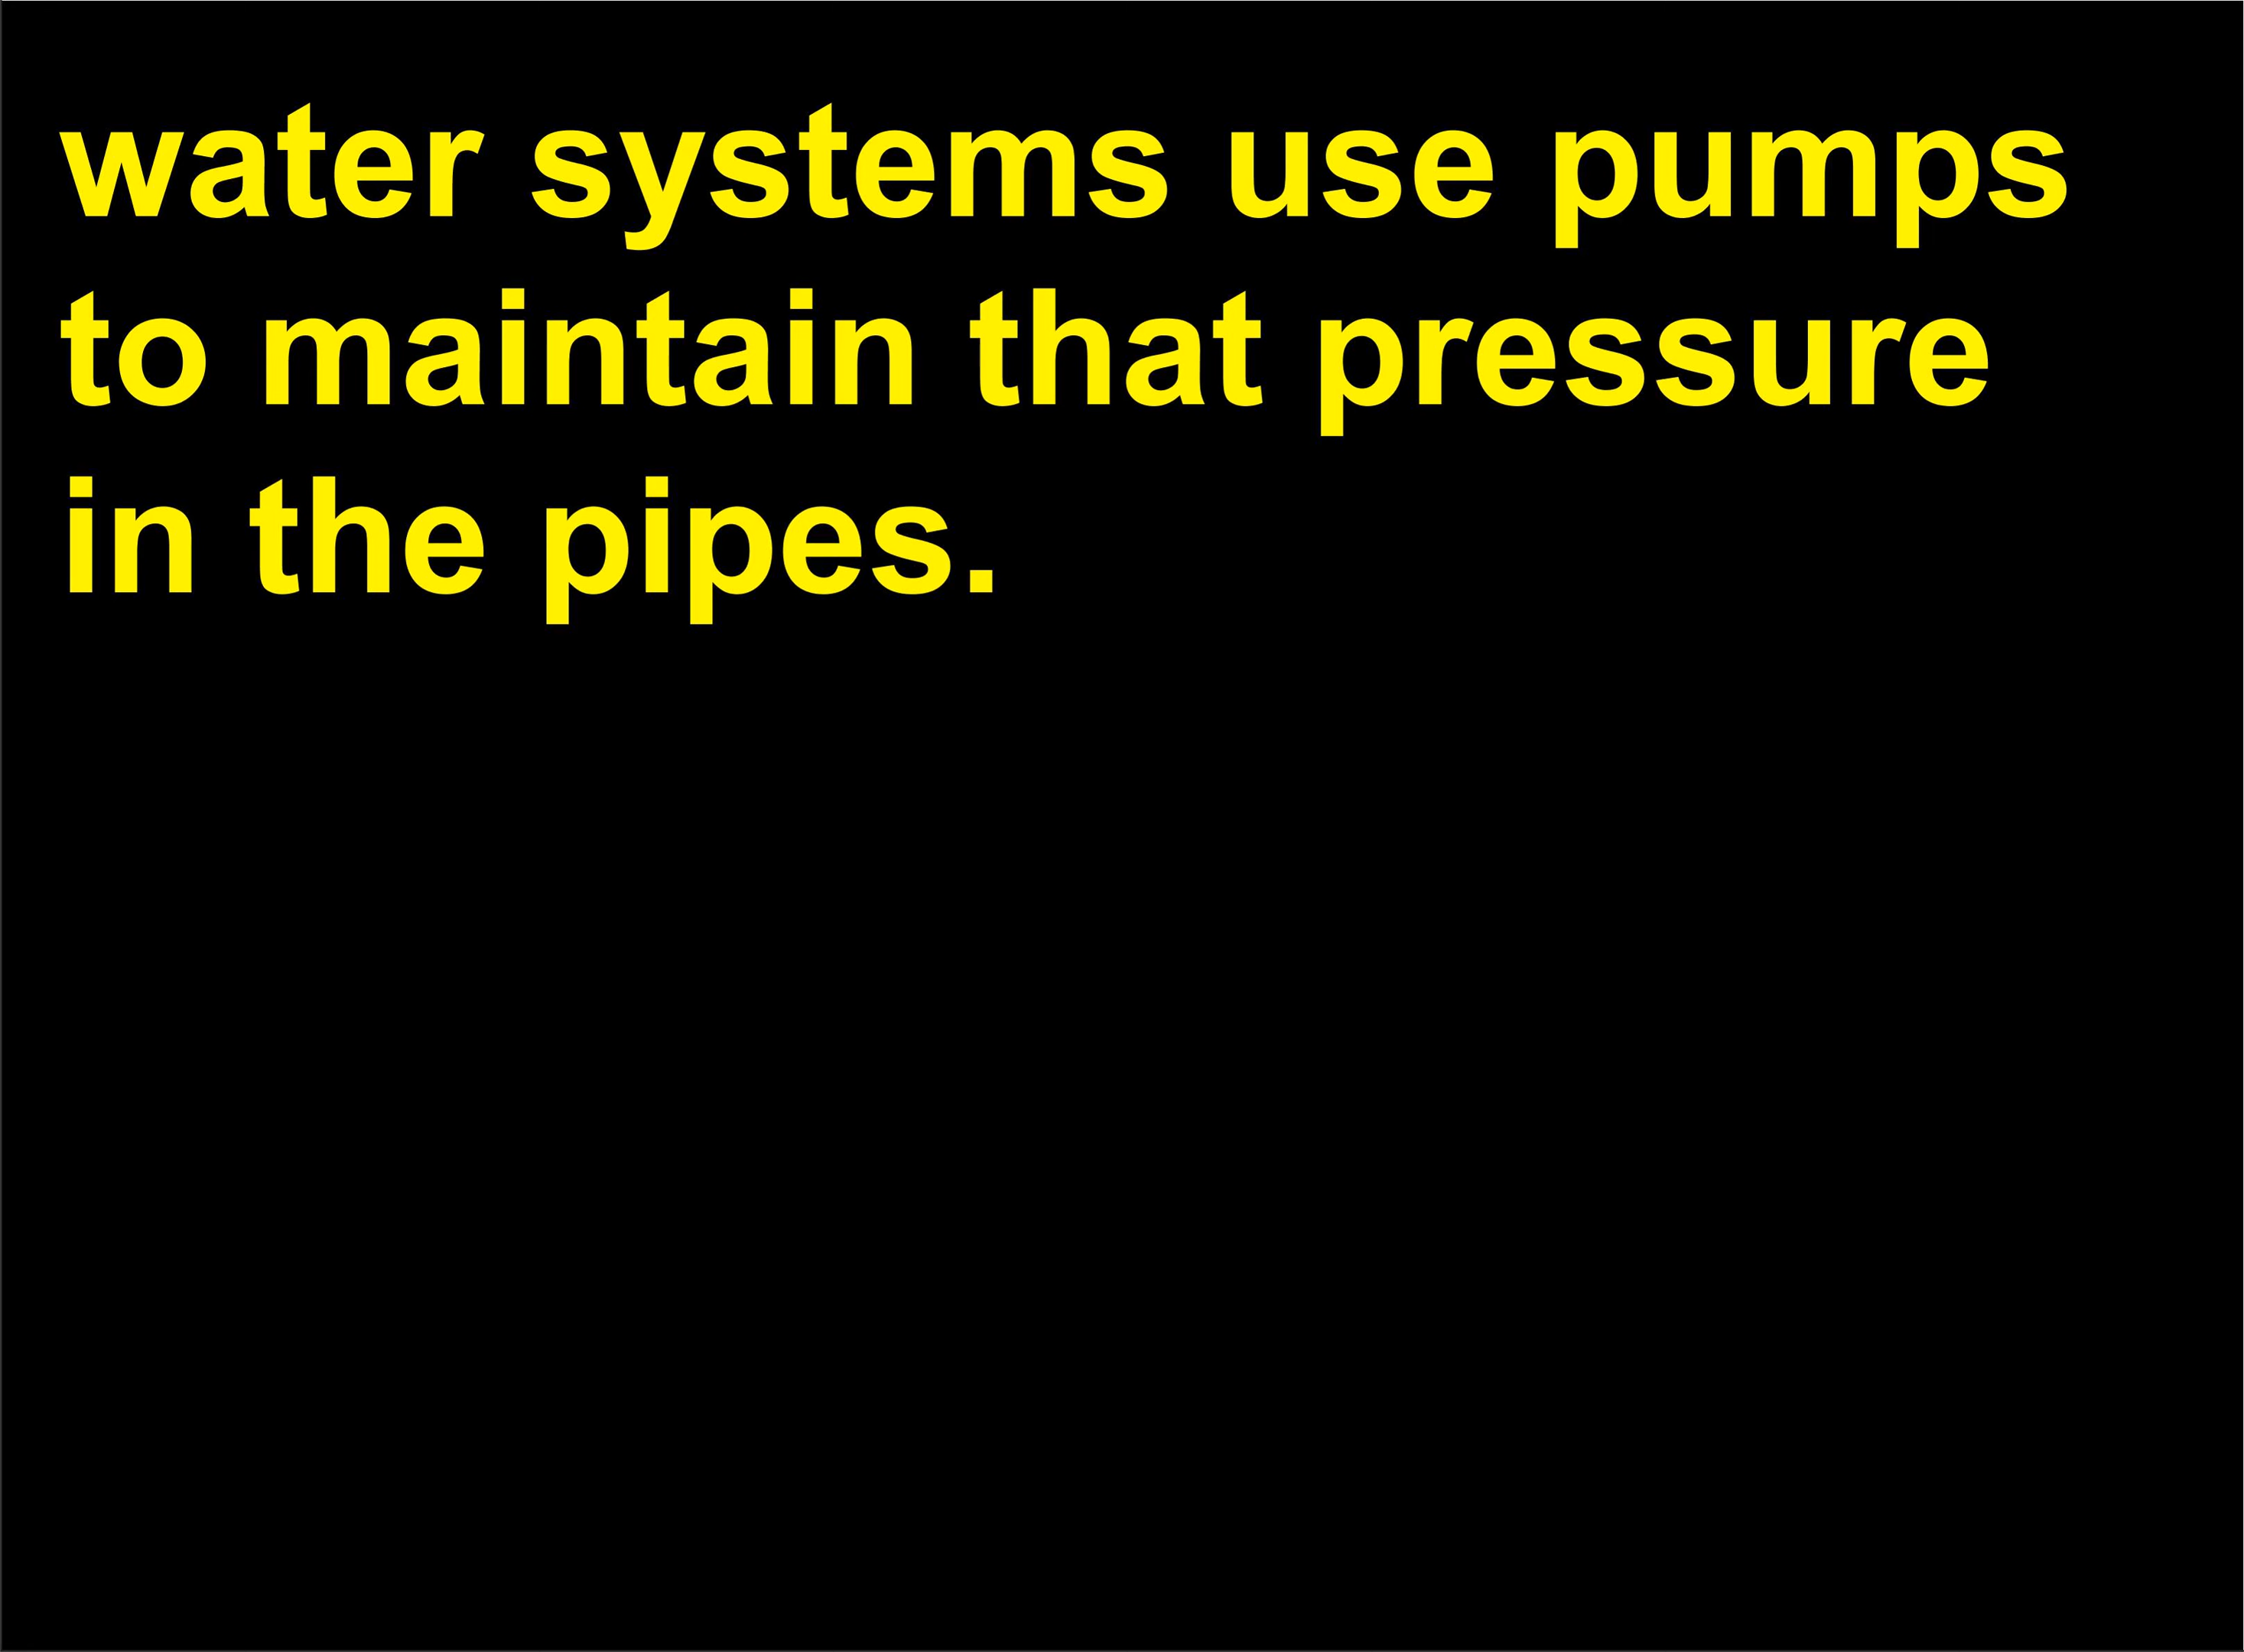 water systems use pumps
to maintain that pressure
in the pipes.